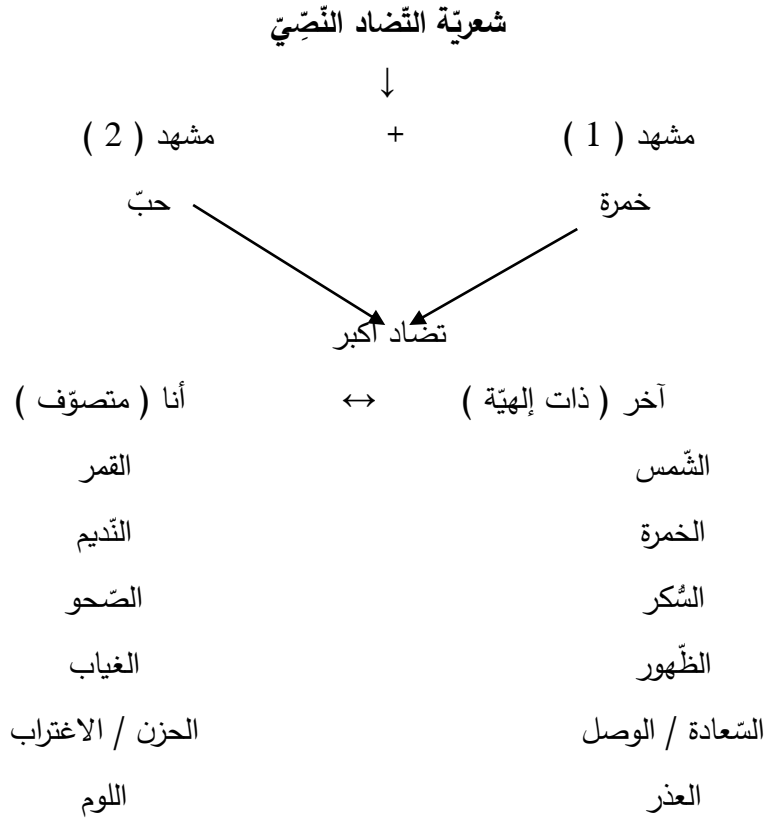 شعريّة التّضاد النّصِّيّ
↓
مشهد ( 1 ) + مشهد ( 2 )
خمرة حبّ
تضاد أكبر
آخر ( ذات إلهيّة ) ↔ أنا ( متصوّف )
الشّمس القمر
الخمرة النّديم
السُّكر الصّحو
الظّهور الغياب
السّعادة / الوصل الحزن / الاغتراب
العذر اللوم